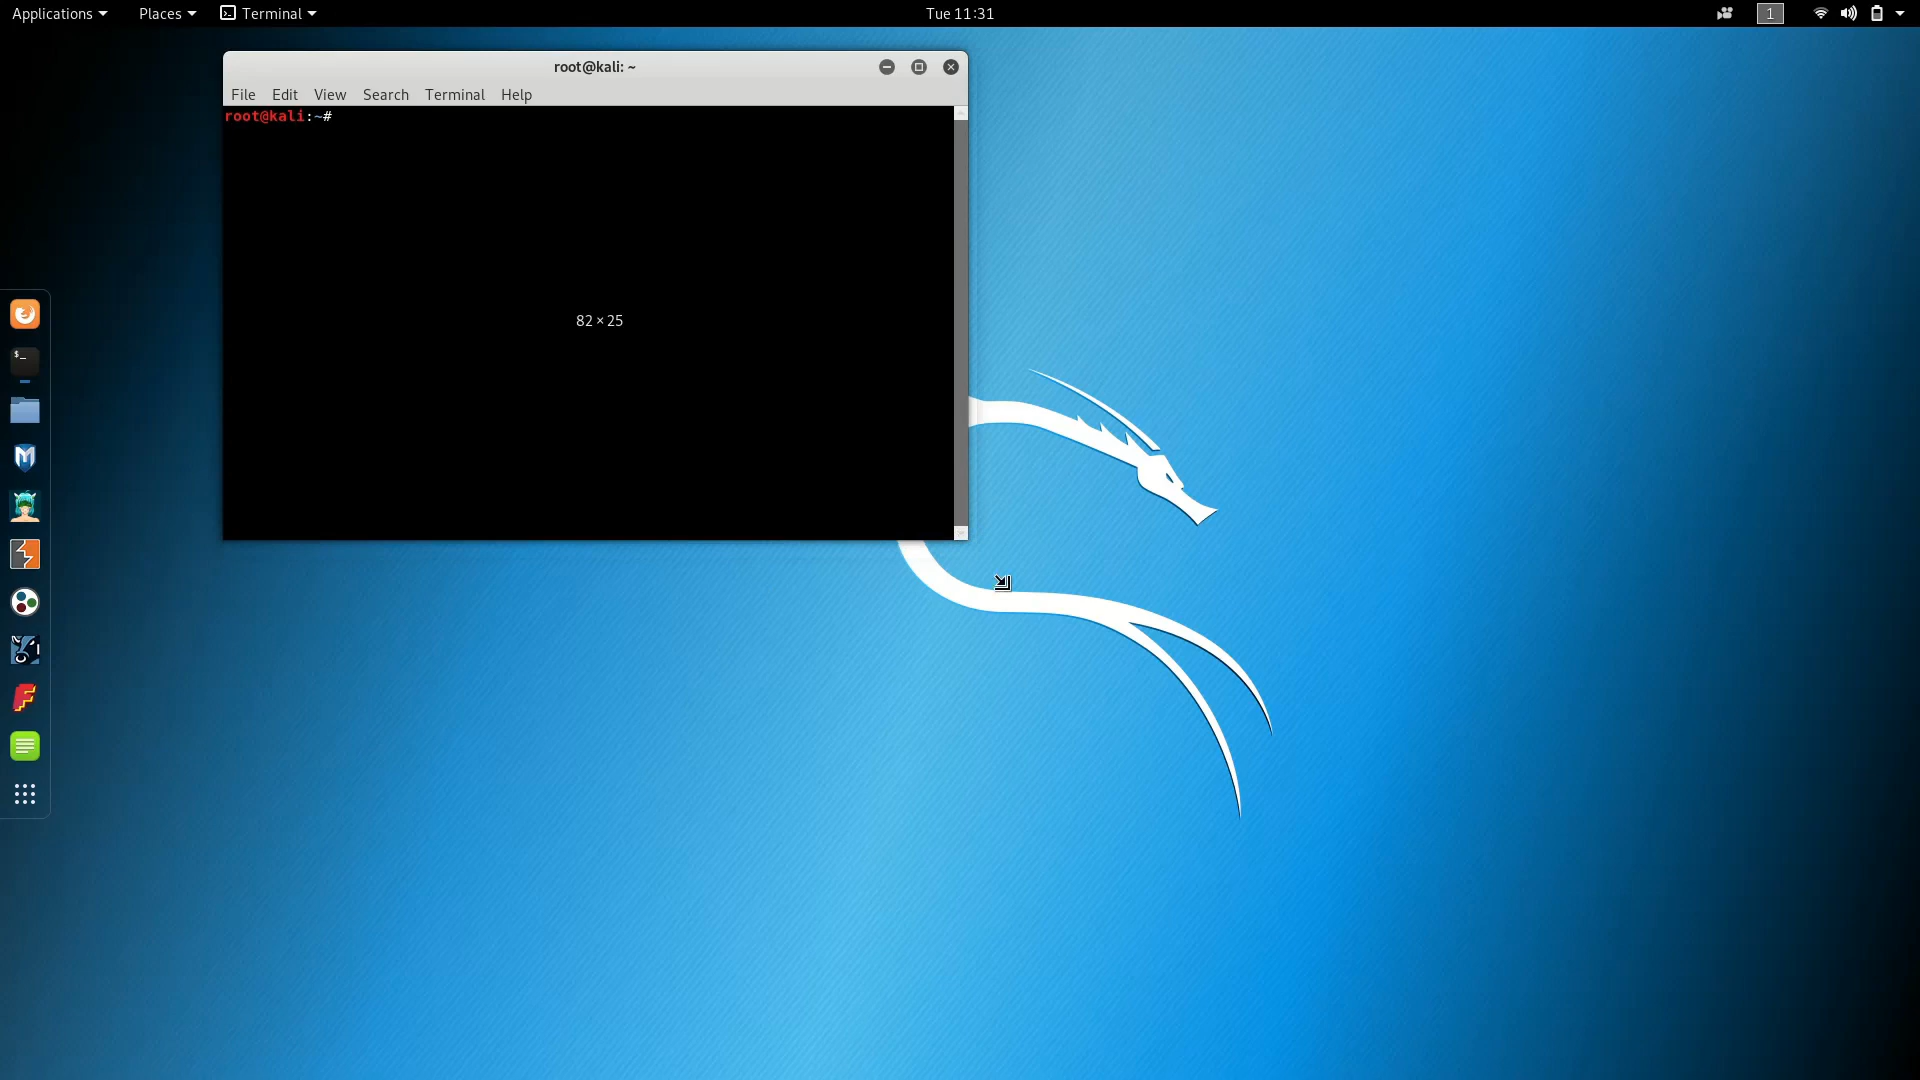 Applications Places Terminal Tue 11:31 1
root@kali: ~
File Edit View Search Terminal Help
root@kali:~#
82 × 25
$_